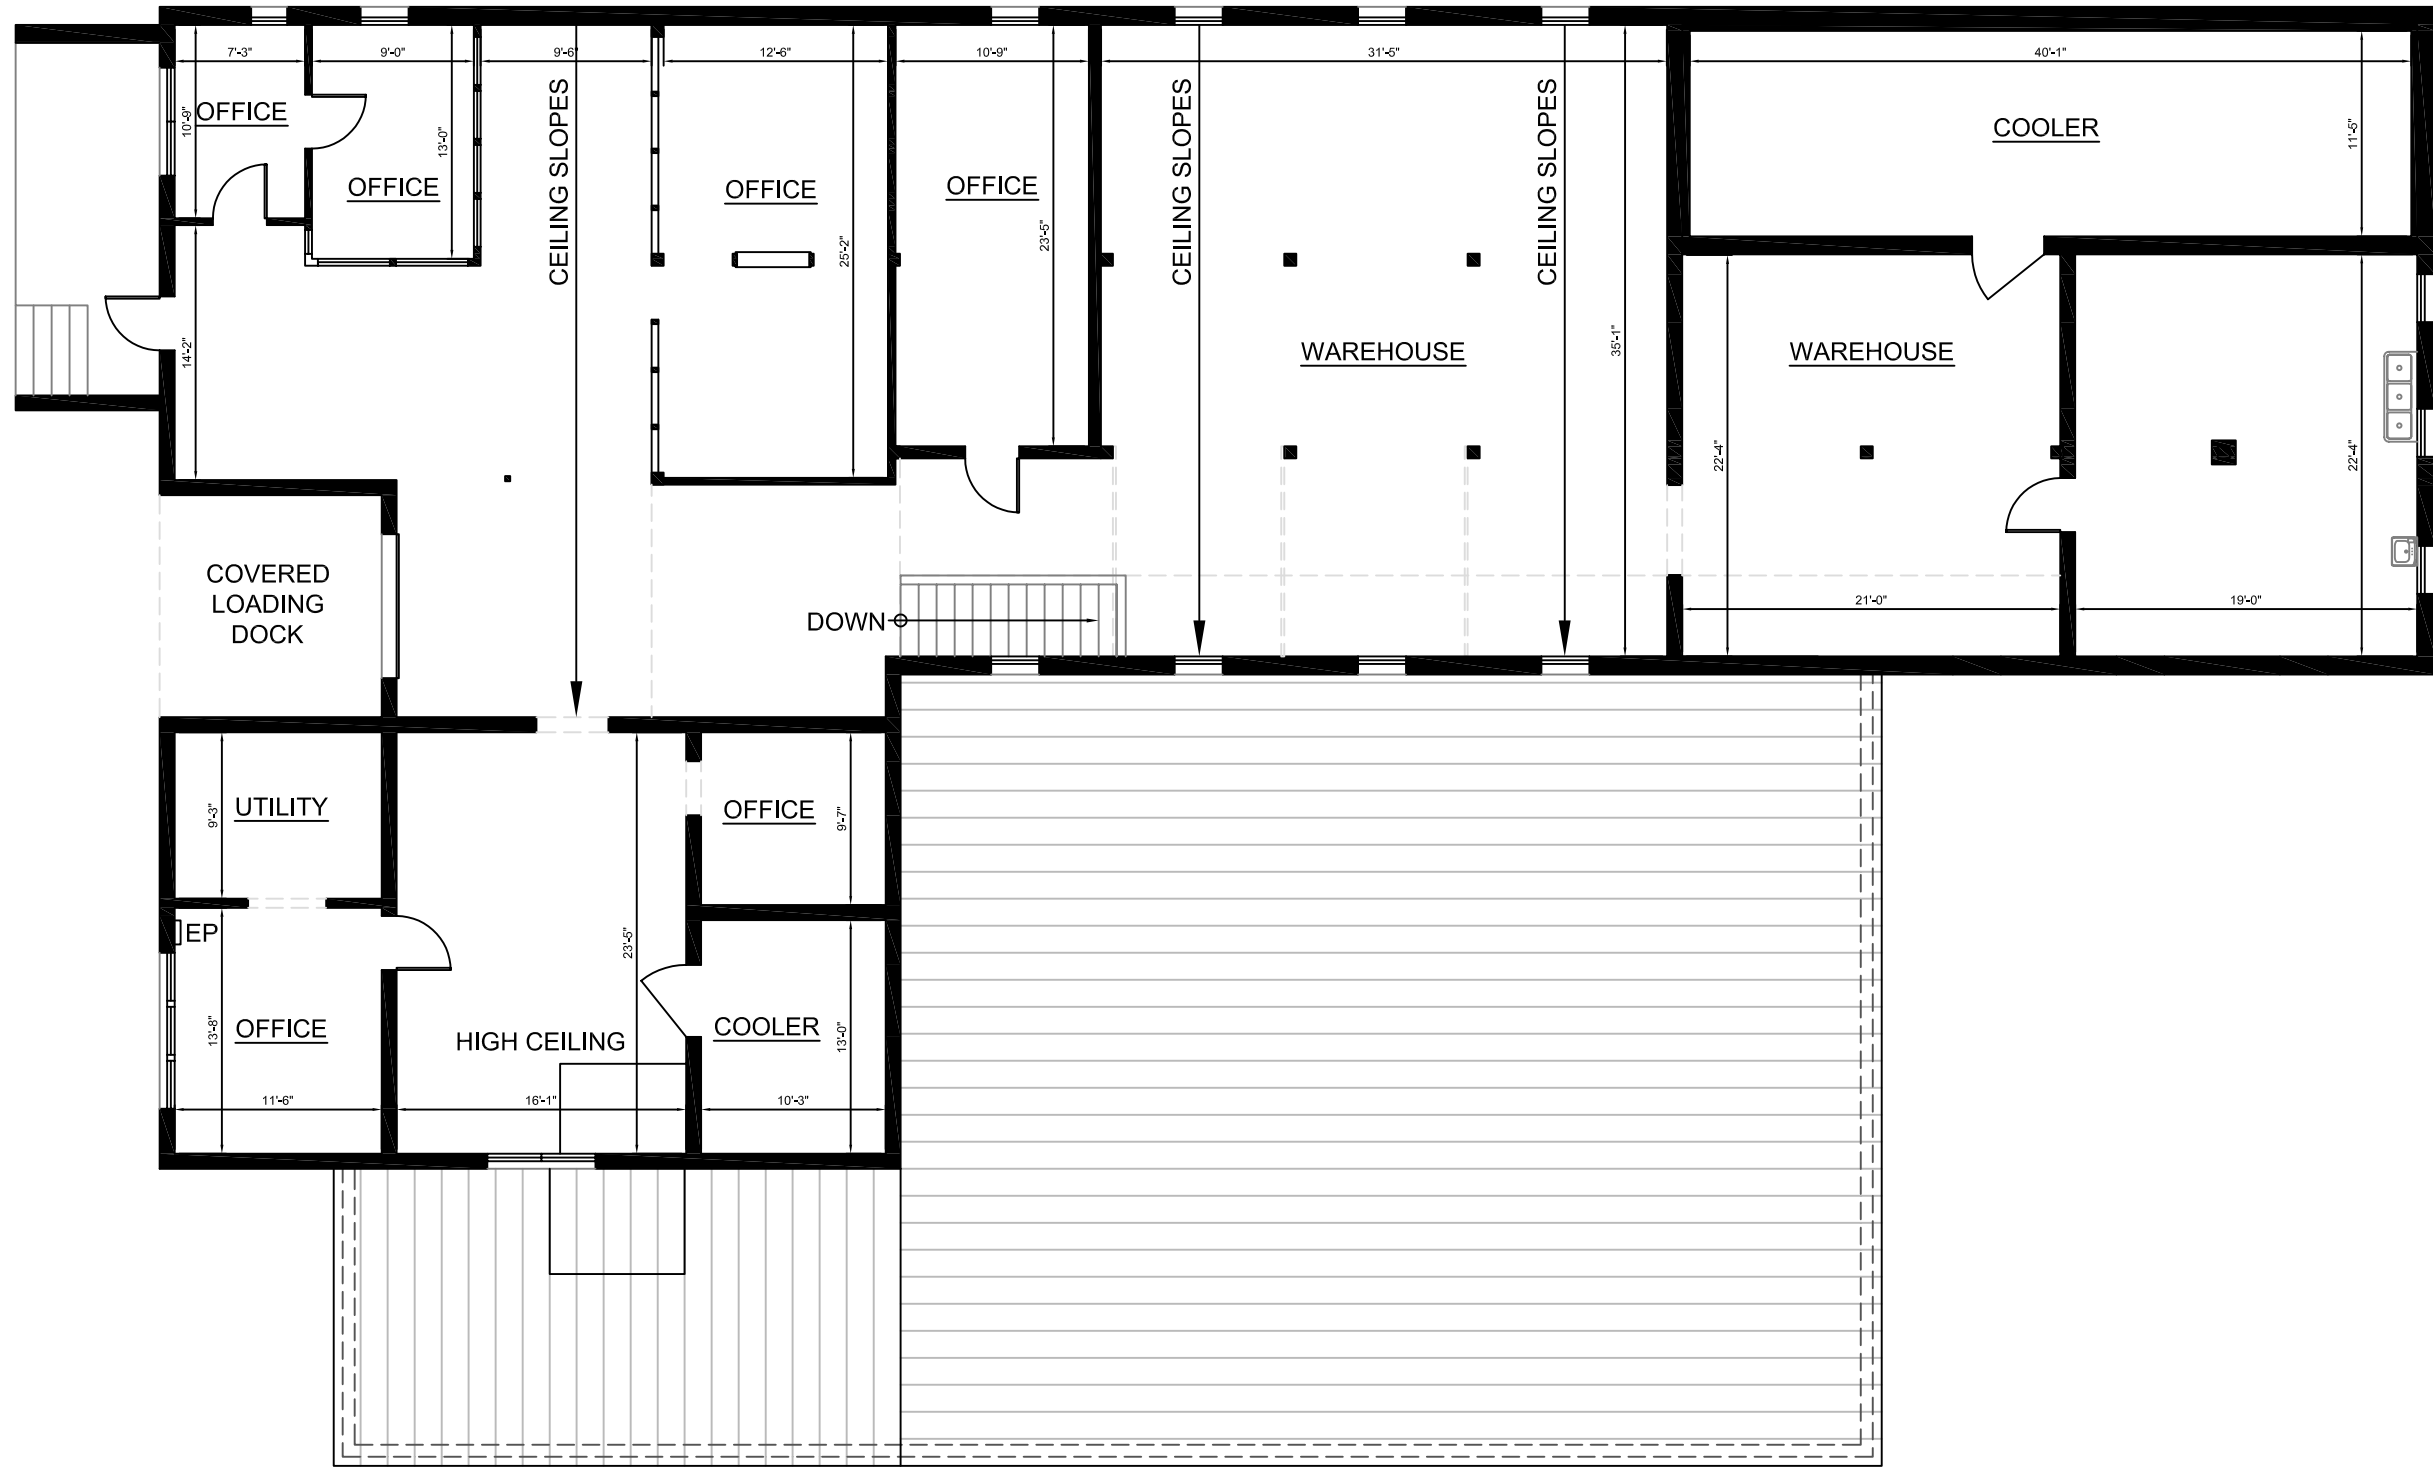 7'-3"
9'-0"
9'-6"
12'-6"
10'-9"
31'-5"
40'-1"
10'-9"
OFFICE
13'-0"
OFFICE
CEILING SLOPES
OFFICE
25'-2"
OFFICE
23'-5"
CEILING SLOPES
CEILING SLOPES
COOLER
11'-5"
14'-2"
WAREHOUSE
35'-1"
WAREHOUSE
22'-4"
22'-4"
COVERED
LOADING
DOCK
DOWN
21'-0"
19'-0"
9'-3"
UTILITY
OFFICE
9'-7"
EP
23'-5"
13'-8"
OFFICE
HIGH CEILING
COOLER
13'-0"
11'-6"
16'-1"
10'-3"